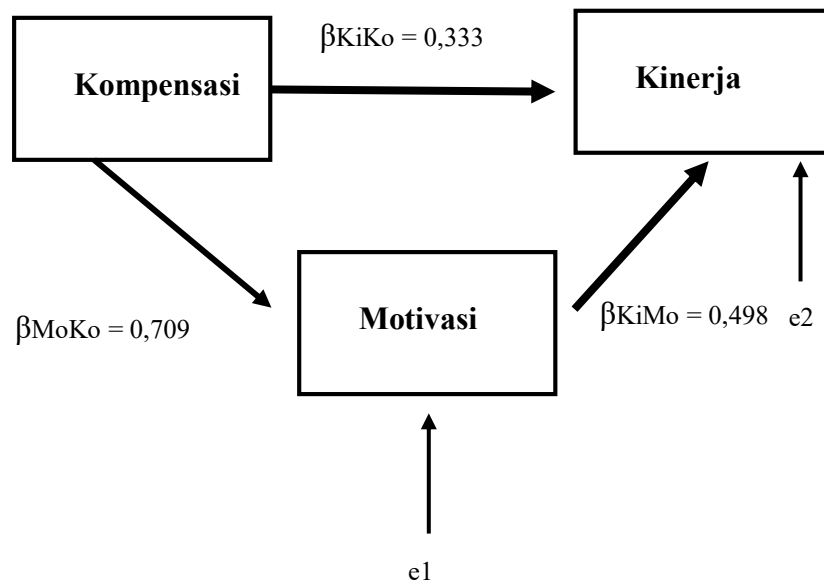 βKiKo = 0,333
Kompensasi
Kinerja
βMoKo = 0,709
Motivasi
βKiMo = 0,498
e2
e1